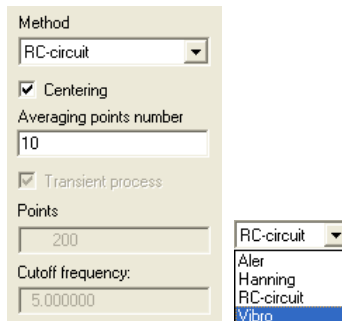 Method
RC-circuit
Centering
Averaging points number
10
Transient process
Points
200
Cutoff frequency:
5.000000
RC-circuit
Aler
Hanning
RC-circuit
Vibro